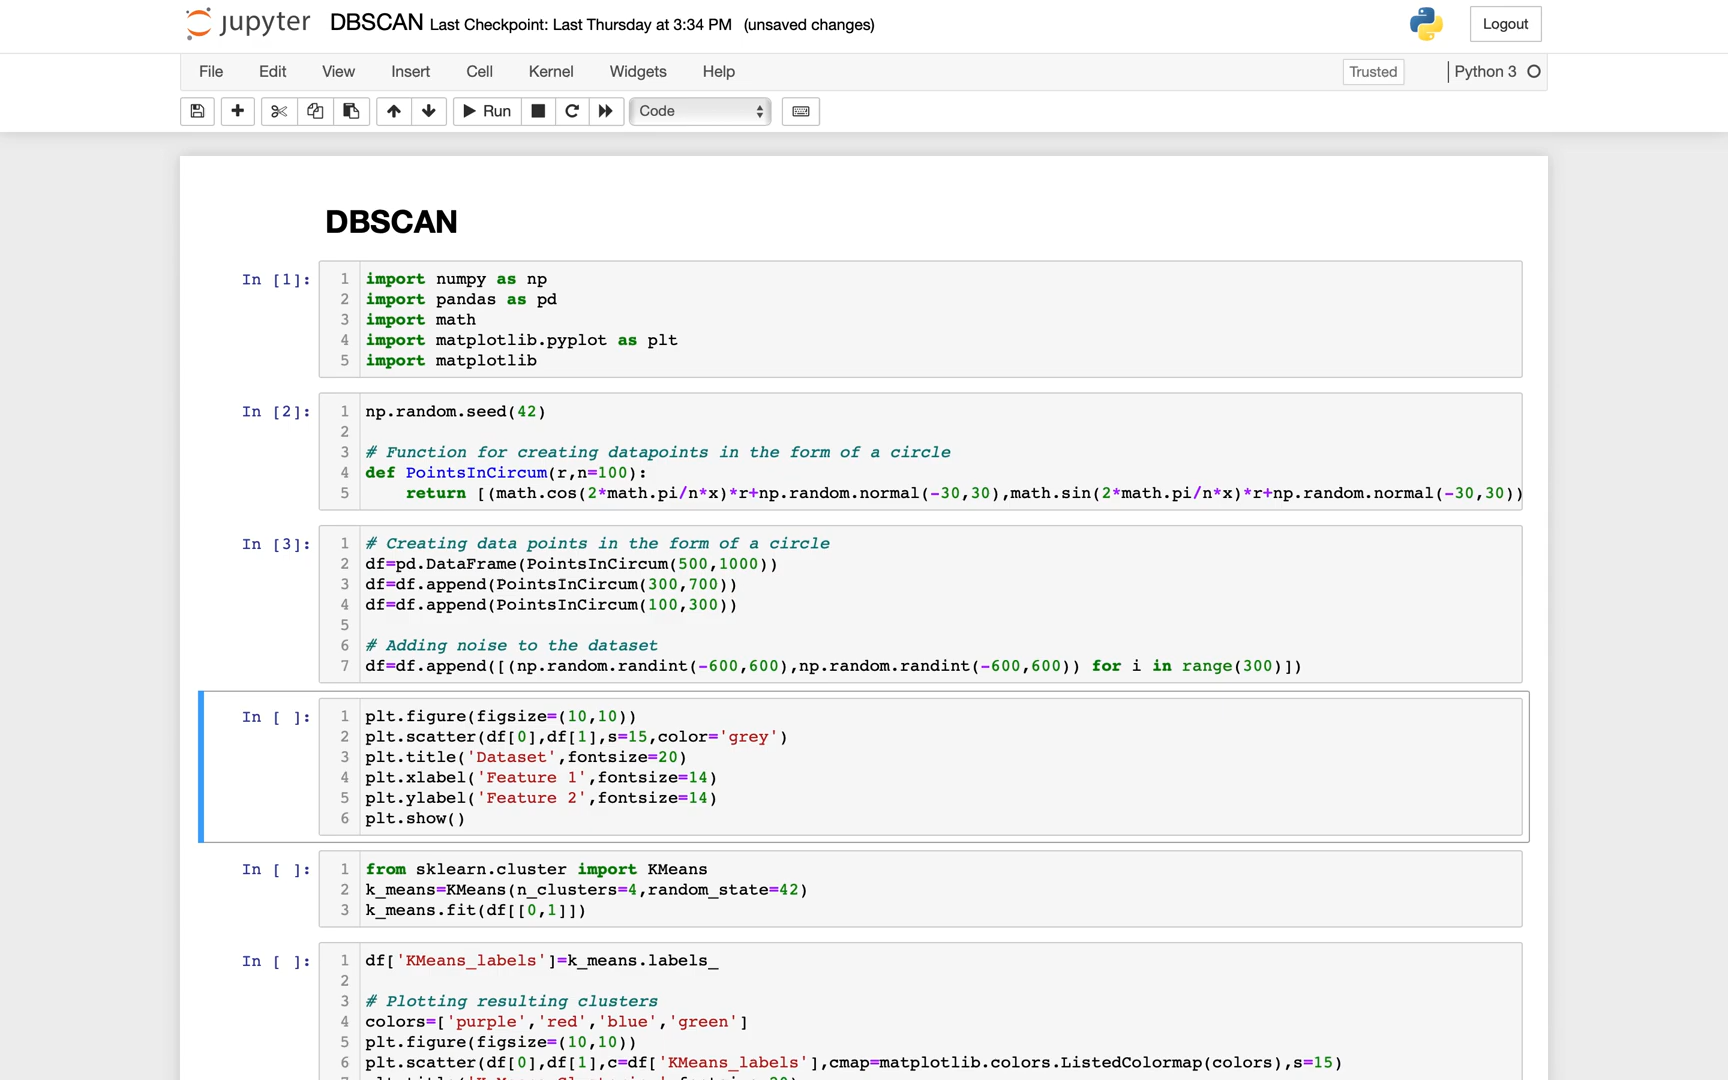 jupyter DBSCAN Last Checkpoint: Last Thursday at 3:34 PM (unsaved changes) Logout
File Edit View Insert Cell Kernel Widgets Help Trusted Python 3
Run Code
DBSCAN
In [1]:
1 import numpy as np
2 import pandas as pd
3 import math
4 import matplotlib.pyplot as plt
5 import matplotlib
In [2]:
1 np.random.seed(42)
2
3 # Function for creating datapoints in the form of a circle
4 def PointsInCircum(r,n=100):
5     return [(math.cos(2*math.pi/n*x)*r+np.random.normal(-30,30),math.sin(2*math.pi/n*x)*r+np.random.normal(-30,30))
In [3]:
1 # Creating data points in the form of a circle
2 df=pd.DataFrame(PointsInCircum(500,1000))
3 df=df.append(PointsInCircum(300,700))
4 df=df.append(PointsInCircum(100,300))
5
6 # Adding noise to the dataset
7 df=df.append([(np.random.randint(-600,600),np.random.randint(-600,600)) for i in range(300)])
In [ ]:
1 plt.figure(figsize=(10,10))
2 plt.scatter(df[0],df[1],s=15,color='grey')
3 plt.title('Dataset',fontsize=20)
4 plt.xlabel('Feature 1',fontsize=14)
5 plt.ylabel('Feature 2',fontsize=14)
6 plt.show()
In [ ]:
1 from sklearn.cluster import KMeans
2 k_means=KMeans(n_clusters=4,random_state=42)
3 k_means.fit(df[[0,1]])
In [ ]:
1 df['KMeans_labels']=k_means.labels_
2
3 # Plotting resulting clusters
4 colors=['purple','red','blue','green']
5 plt.figure(figsize=(10,10))
6 plt.scatter(df[0],df[1],c=df['KMeans_labels'],cmap=matplotlib.colors.ListedColormap(colors),s=15)